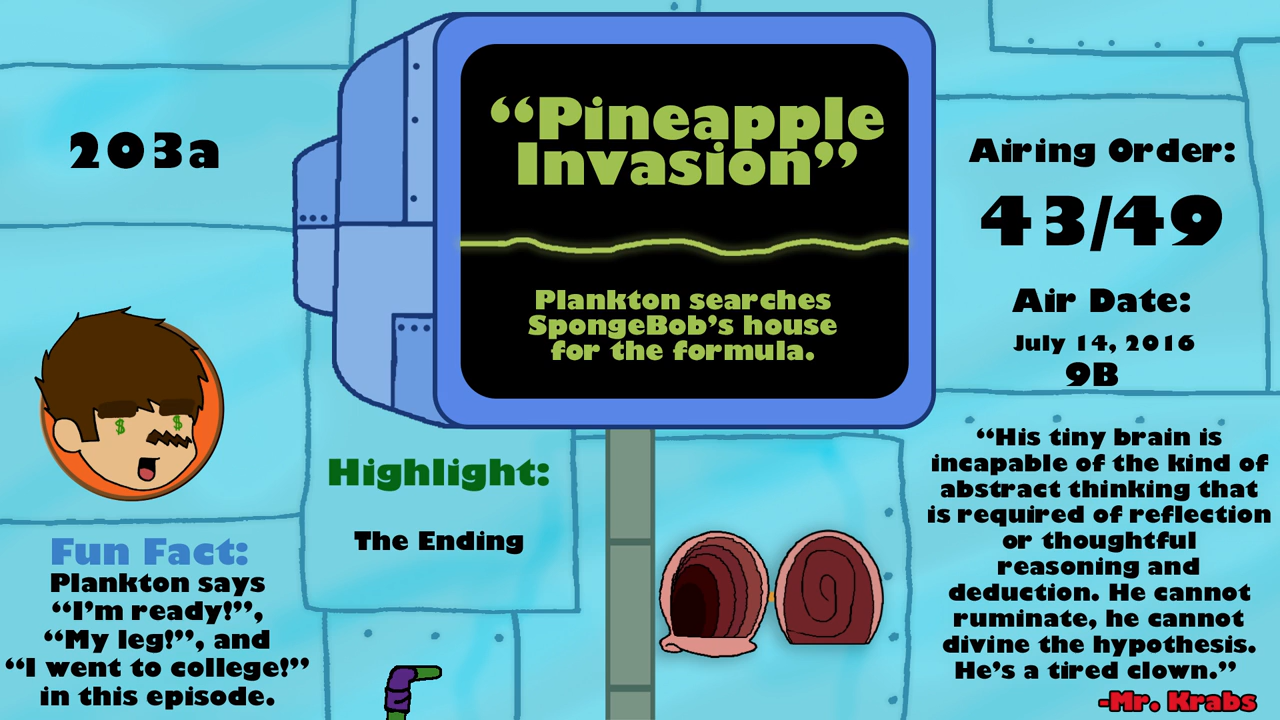 203a
“Pineapple
Invasion”
Plankton searches
SpongeBob’s house
for the formula.
Airing Order:
43/49
Air Date:
July 14, 2016
9B
$ $
Highlight:
The Ending
Fun Fact:
Plankton says
“I’m ready!”,
“My leg!”, and
“I went to college!”
in this episode.
“His tiny brain is
incapable of the kind of
abstract thinking that
is required of reflection
or thoughtful
reasoning and
deduction. He cannot
ruminate, he cannot
divine the hypothesis.
He’s a tired clown.”
-Mr. Krabs